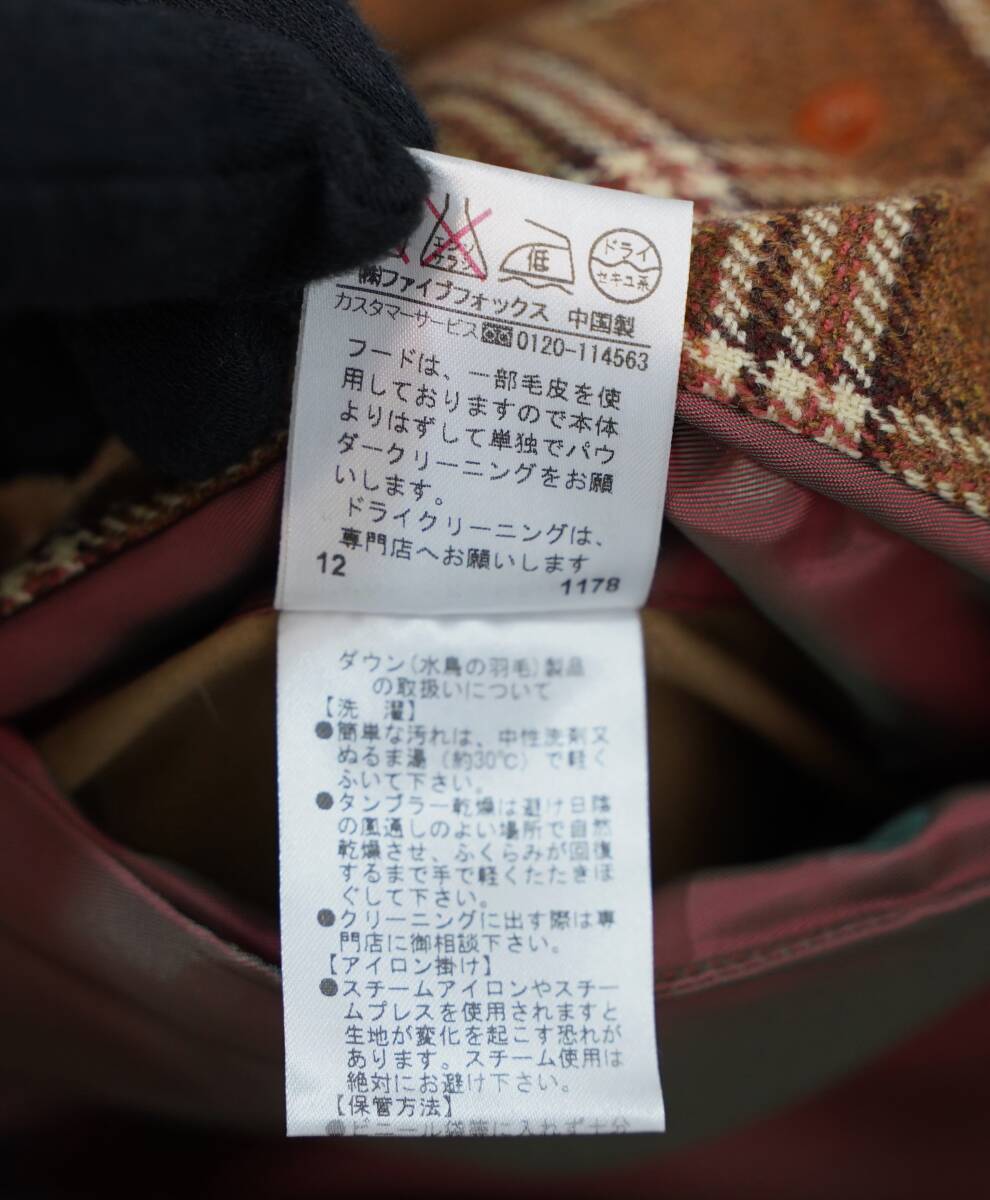 エンソ
サラシ
低
ドライ
セキユ系
㈱ファイブフォックス 中国製
カスタマーサービス 0120-114563
フードは、一部毛皮を使
用しておりますので本体
よりはずして単独でパウ
ダークリーニングをお願
いします。
ドライクリーニングは、
専門店へお願いします
12
1178
ダウン(水鳥の羽毛)製品
の取扱いについて
【洗 濯】
●簡単な汚れは、中性洗剤又
ぬるま湯(約30℃)で軽く
ふいて下さい。
●タンブラー乾燥は避け日陰
の風通しのよい場所で自然
乾燥させ、ふくらみが回復
するまで手で軽くたたきほ
ぐして下さい。
●クリーニングに出す際は専
門店に御相談下さい。
【アイロン掛け】
●スチームアイロンやスチー
ムプレスを使用されますと
生地が変化を起こす恐れが
あります。スチーム使用は
絶対にお避け下さい。
【保管方法】
●ビニール袋等に入れず十分